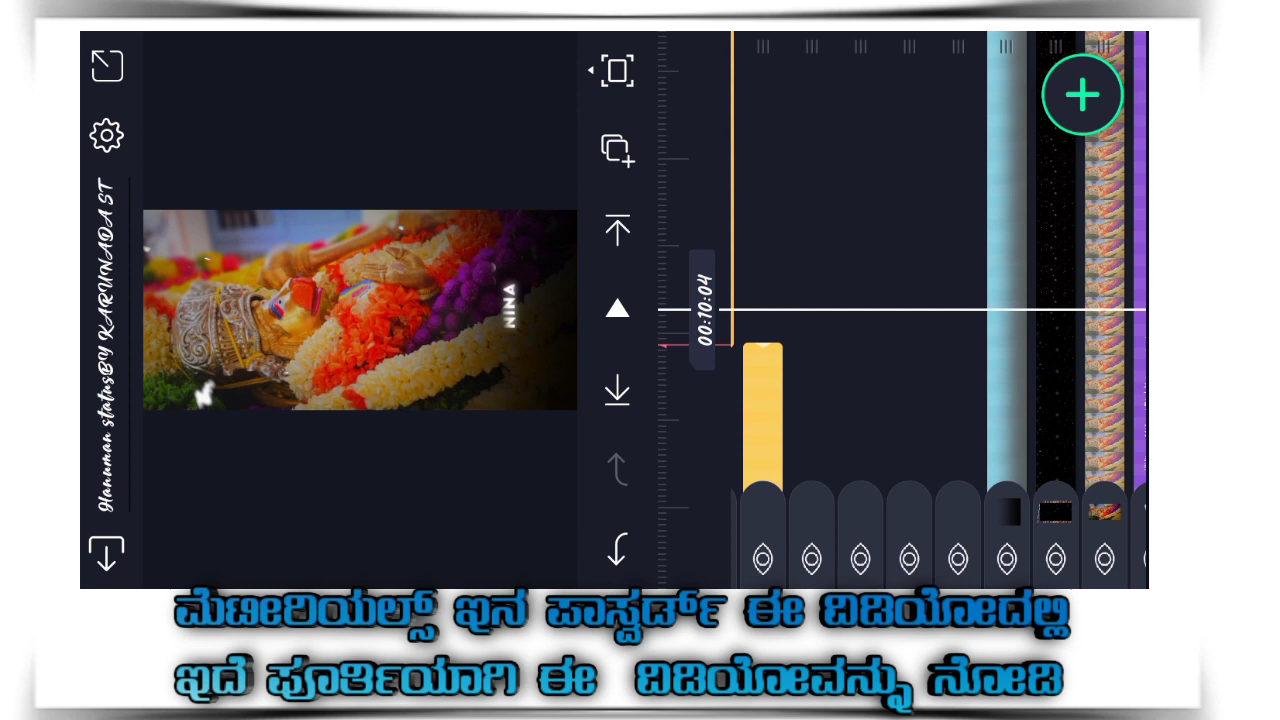 Hanuman statusBY KARUNADA ST
NINA
00:10:04
ಮೆಟೀರಿಯಲ್ಸ್ ಇನ ಪಾಸ್ವರ್ಡ್ ಈ ವಿಡಿಯೋದಲ್ಲಿ
ಇದೆ ಪೂರ್ತಿಯಾಗಿ ಈ ವಿಡಿಯೋವನ್ನು ನೋಡಿ